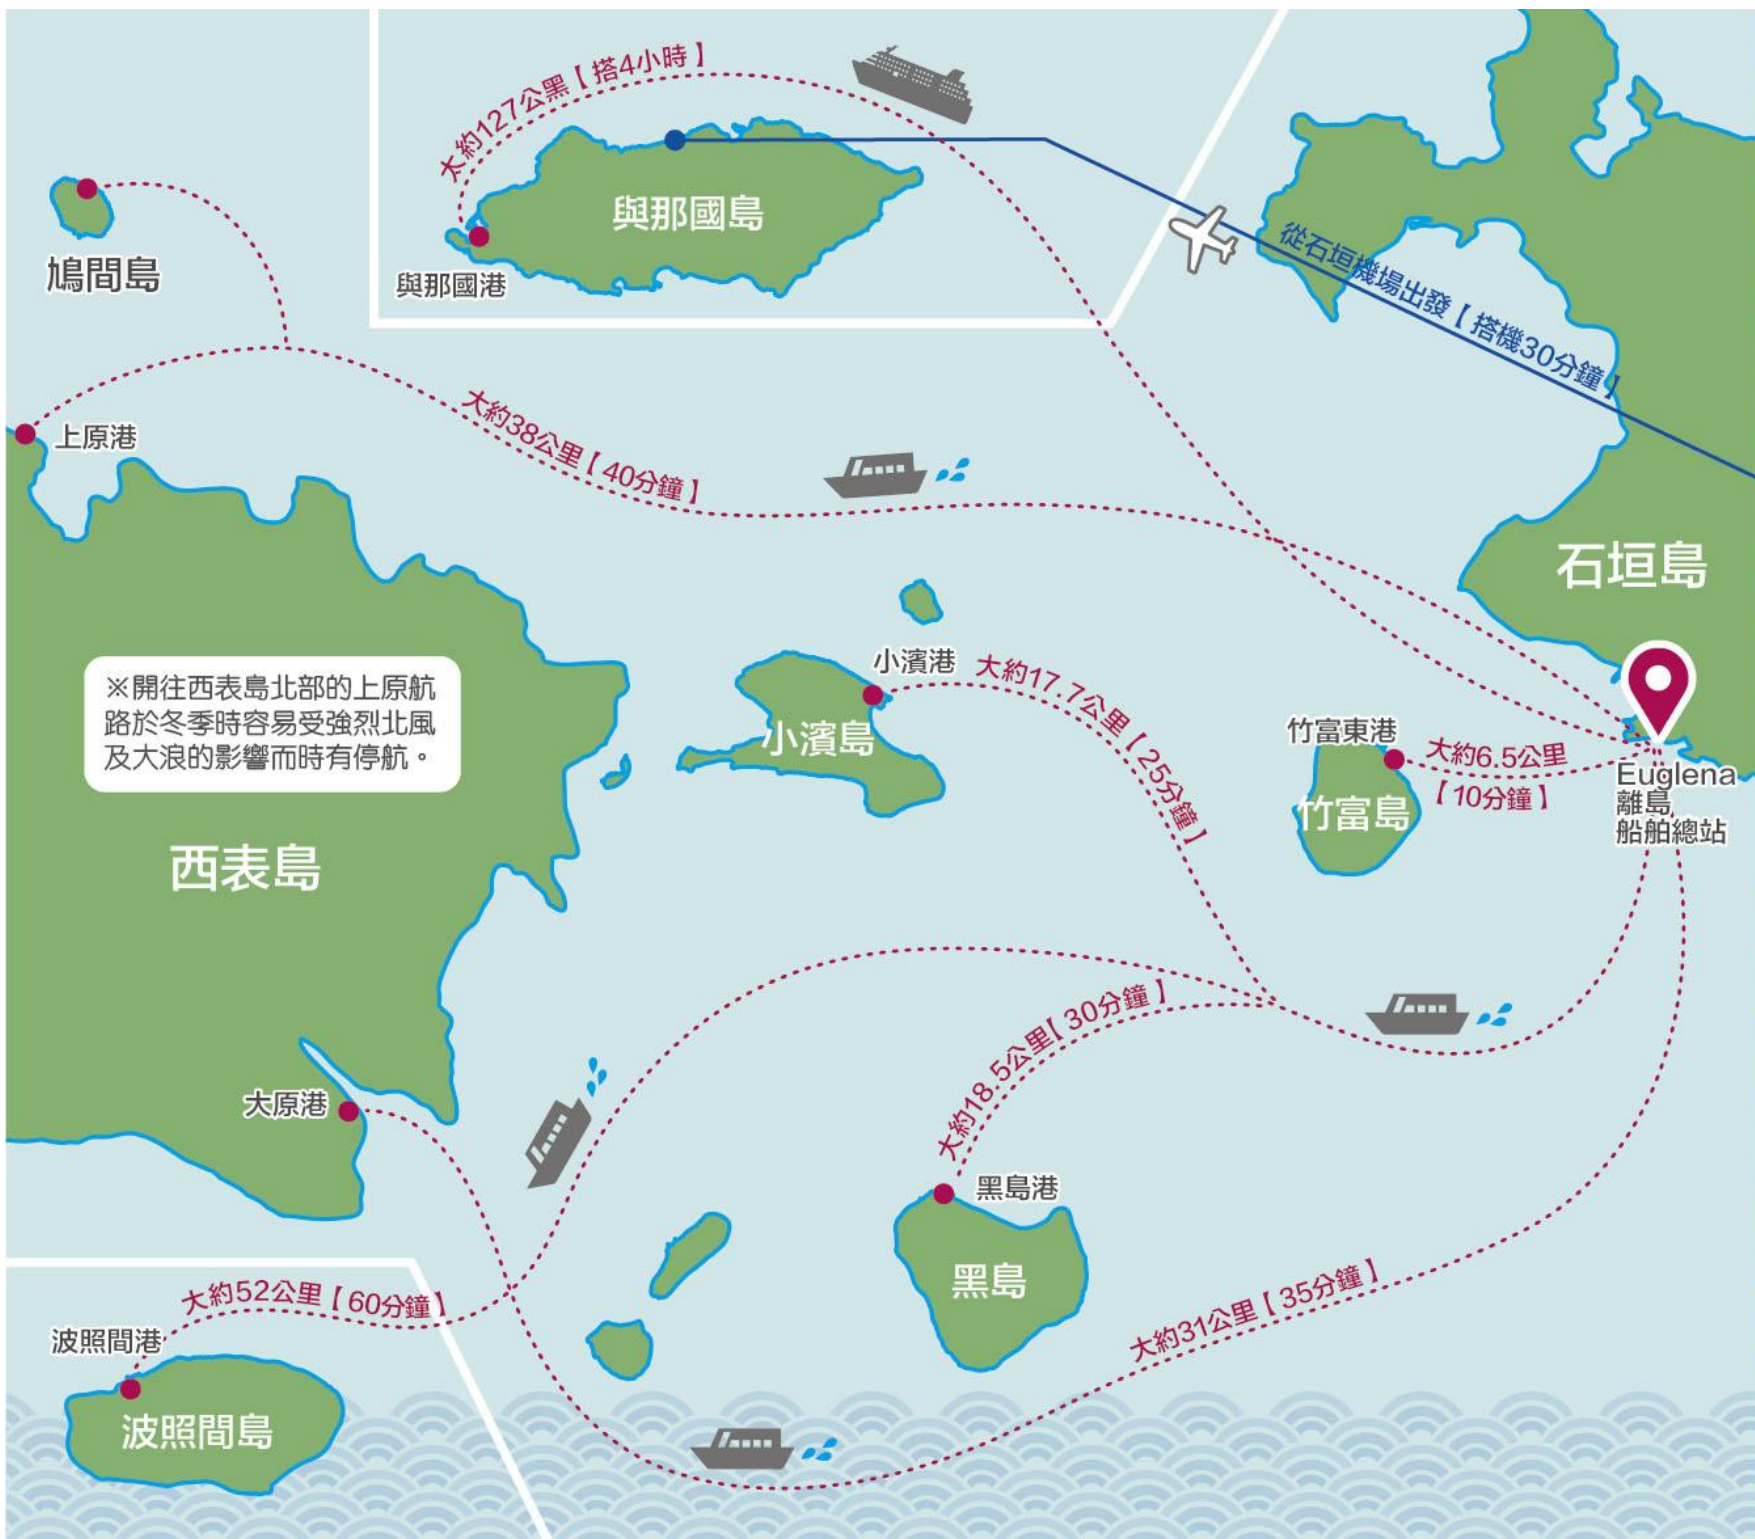 大約127公黑【搭4小時】
與那國島
與那國港
鳩間島
從石垣機場出發【搭機30分鐘】
上原港
大約38公里【40分鐘】
石垣島
※開往西表島北部的上原航
路於冬季時容易受強烈北風
及大浪的影響而時有停航。
小濱港
大約17.7公里【25分鐘】
小濱島
竹富東港
大約6.5公里
【10分鐘】
竹富島
Euglena
離島
船舶總站
西表島
大約18.5公里【30分鐘】
大原港
黑島港
黑島
大約52公里【60分鐘】
大約31公里【35分鐘】
波照間港
波照間島